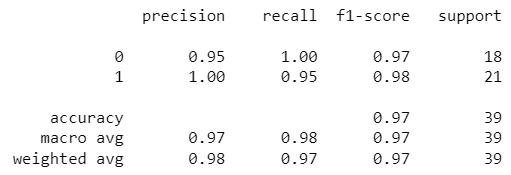 precision recall f1-score support
0 0.95 1.00 0.97 18
1 1.00 0.95 0.98 21
accuracy 0.97 39
macro avg 0.97 0.98 0.97 39
weighted avg 0.98 0.97 0.97 39